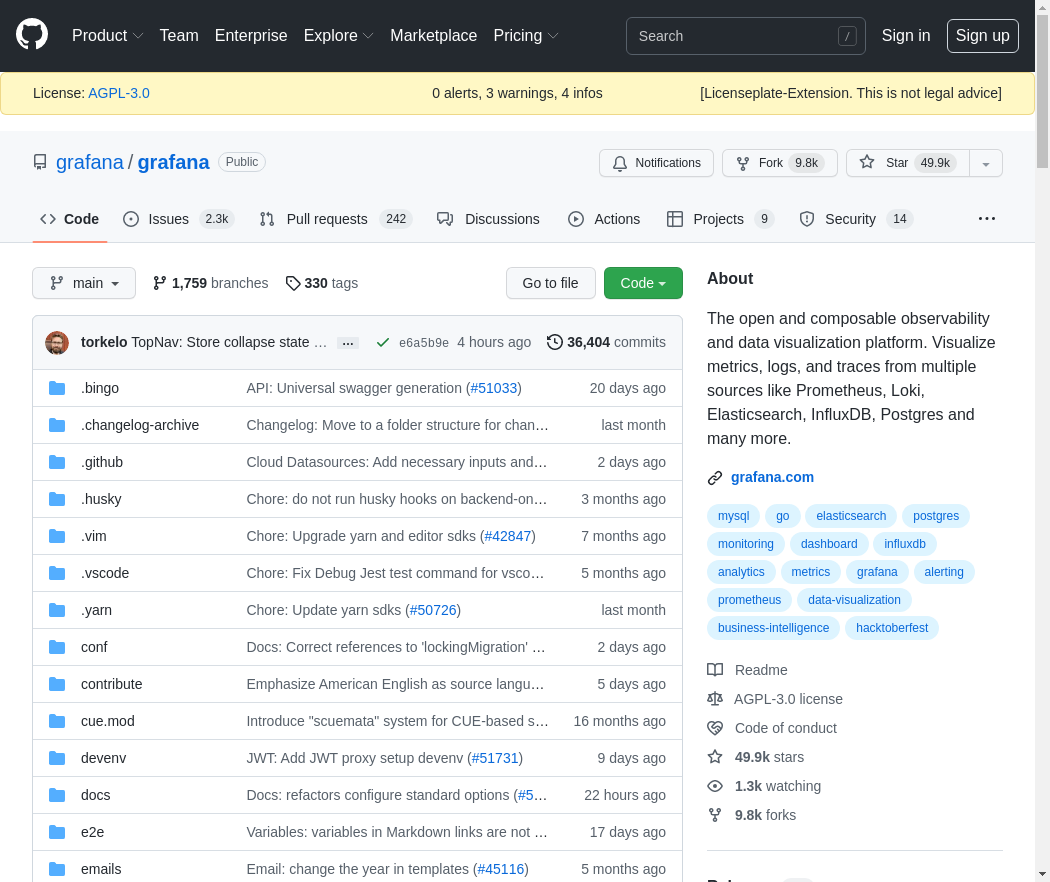 Product Team Enterprise Explore Marketplace Pricing Search / Sign in Sign up
License: AGPL-3.0 0 alerts, 3 warnings, 4 infos [Licenseplate-Extension. This is not legal advice]
grafana / grafana Public Notifications Fork 9.8k Star 49.9k
Code Issues 2.3k Pull requests 242 Discussions Actions Projects 9 Security 14
main 1,759 branches 330 tags Go to file Code
torkelo TopNav: Store collapse state … ... e6a5b9e 4 hours ago 36,404 commits
.bingo API: Universal swagger generation (#51033) 20 days ago
.changelog-archive Changelog: Move to a folder structure for chan… last month
.github Cloud Datasources: Add necessary inputs and… 2 days ago
.husky Chore: do not run husky hooks on backend-on… 3 months ago
.vim Chore: Upgrade yarn and editor sdks (#42847) 7 months ago
.vscode Chore: Fix Debug Jest test command for vsco… 5 months ago
.yarn Chore: Update yarn sdks (#50726) last month
conf Docs: Correct references to 'lockingMigration' … 2 days ago
contribute Emphasize American English as source langu… 5 days ago
cue.mod Introduce "scuemata" system for CUE-based s… 16 months ago
devenv JWT: Add JWT proxy setup devenv (#51731) 9 days ago
docs Docs: refactors configure standard options (#5… 22 hours ago
e2e Variables: variables in Markdown links are not … 17 days ago
emails Email: change the year in templates (#45116) 5 months ago
About
The open and composable observability
and data visualization platform. Visualize
metrics, logs, and traces from multiple
sources like Prometheus, Loki,
Elasticsearch, InfluxDB, Postgres and
many more.
grafana.com
mysql go elasticsearch postgres
monitoring dashboard influxdb
analytics metrics grafana alerting
prometheus data-visualization
business-intelligence hacktoberfest
Readme
AGPL-3.0 license
Code of conduct
49.9k stars
1.3k watching
9.8k forks